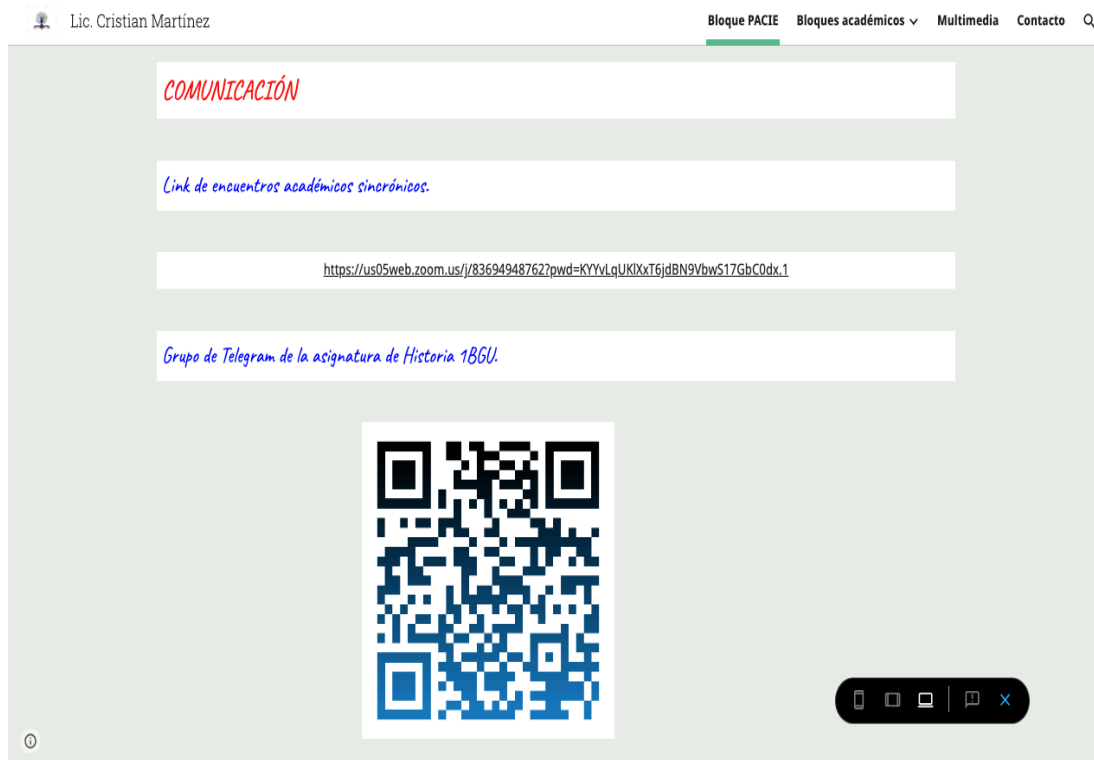 Lic. Cristian Martínez
Bloque PACIE Bloques académicos Multimedia Contacto
COMUNICACIÓN
Link de encuentros académicos sincrónicos.
https://us05web.zoom.us/j/83694948762?pwd=KYYvLqUKlXxT6jdBN9VbwS17GbC0dx.1
Grupo de Telegram de la asignatura de Historia 1BGU.